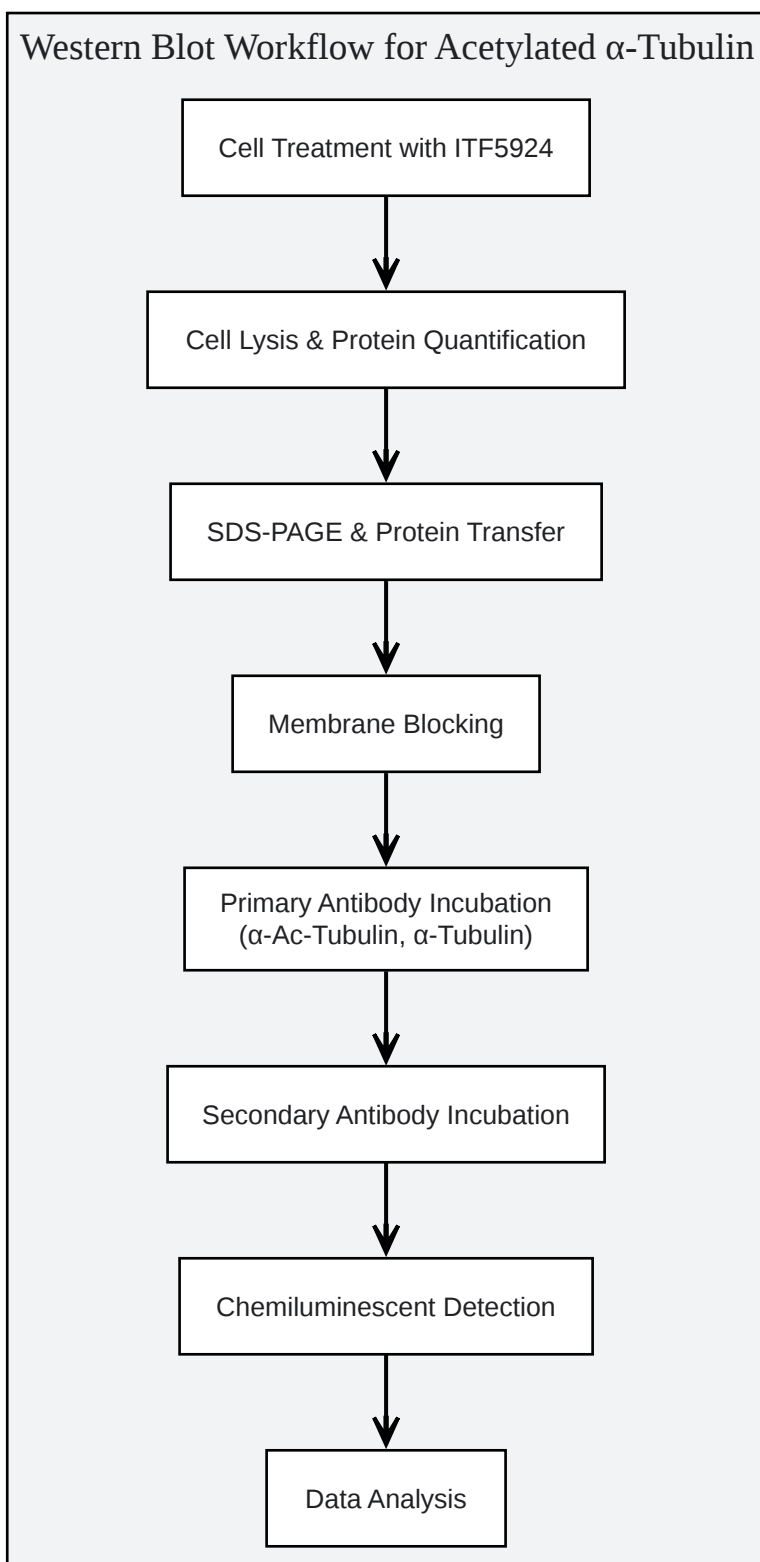 Western Blot Workflow for Acetylated α-Tubulin
Cell Treatment with ITF5924
Cell Lysis & Protein Quantification
SDS-PAGE & Protein Transfer
Membrane Blocking
Primary Antibody Incubation
(α-Ac-Tubulin, α-Tubulin)
Secondary Antibody Incubation
Chemiluminescent Detection
Data Analysis